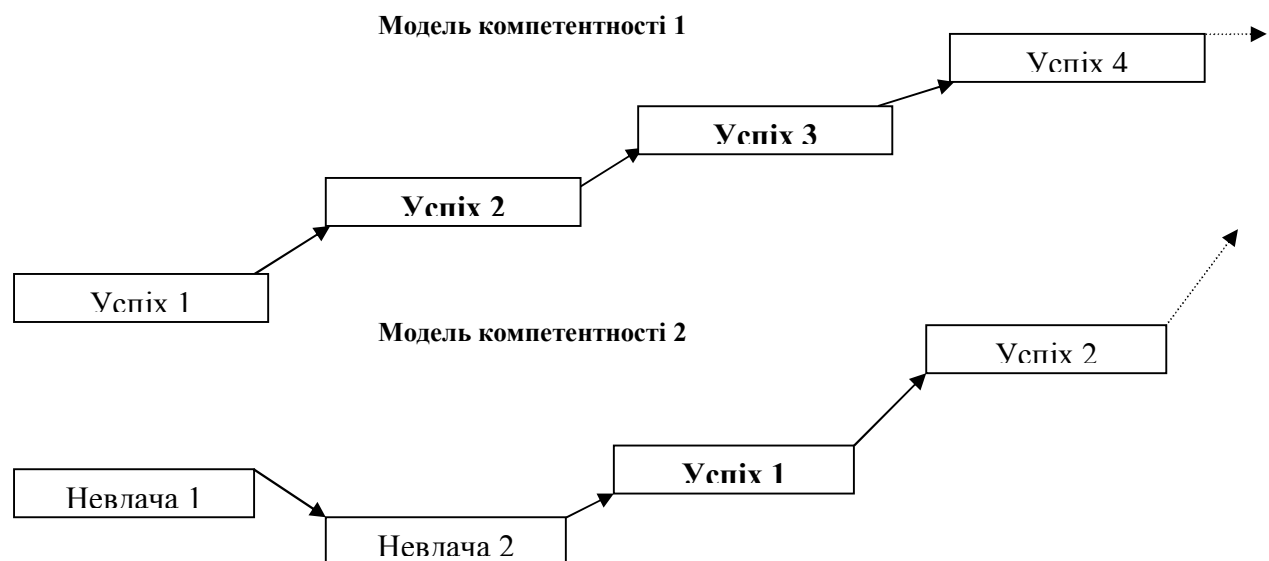 Модель компетентності 1
Успіх 4
Успіх 3
Успіх 2
Успіх 1
Модель компетентності 2
Успіх 2
Успіх 1
Невдача 1
Невдача 2